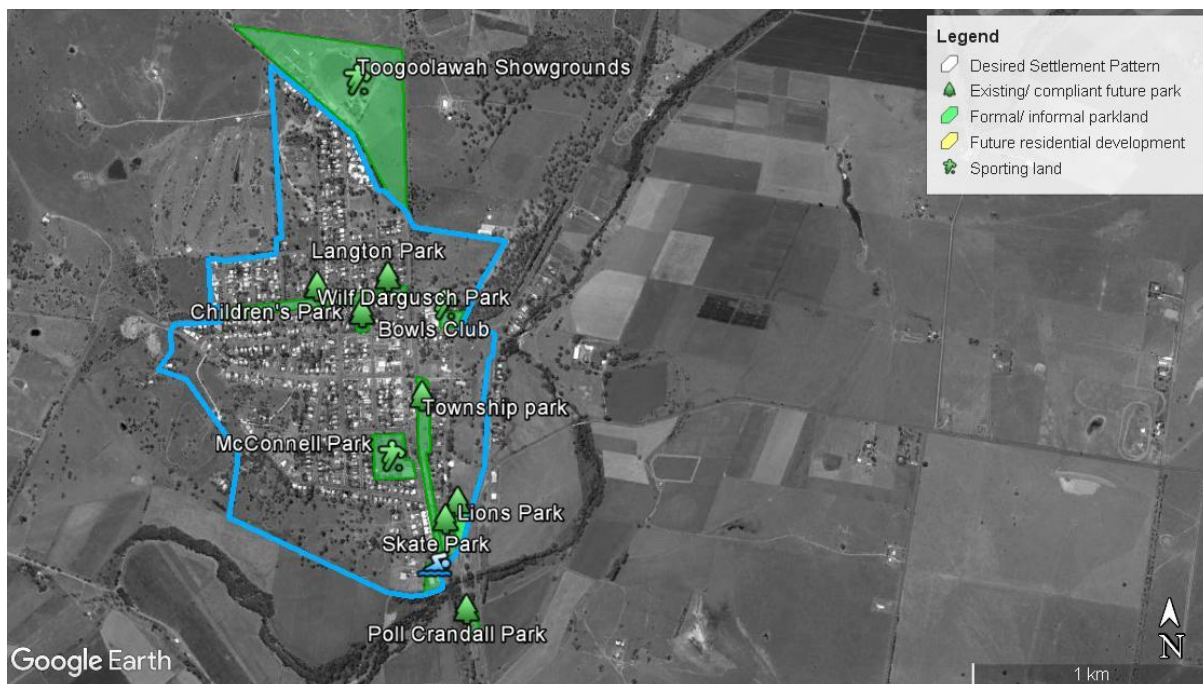 Legend
Desired Settlement Pattern
Existing/ compliant future park
Formal/ informal parkland
Future residential development
Sporting land
Toogoolawah Showgrounds
Langton Park
Wilf Dargusch Park
Children's Park
Bowls Club
Township park
McConnell Park
Lions Park
Skate Park
Poll Crandall Park
Google Earth
N
1 km